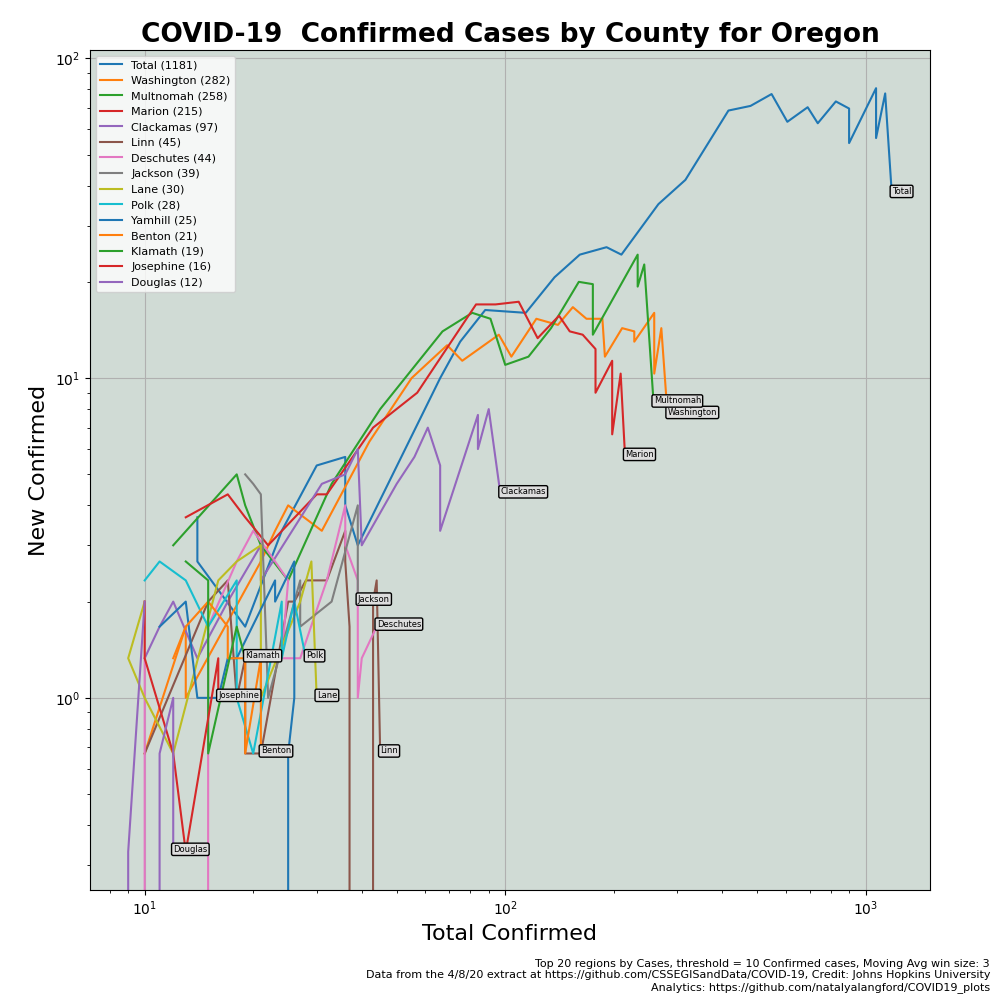 COVID-19  Confirmed Cases by County for Oregon
10²
Total (1181)
Washington (282)
Multnomah (258)
Marion (215)
Clackamas (97)
Linn (45)
Deschutes (44)
Jackson (39)
Lane (30)
Polk (28)
Yamhill (25)
Benton (21)
Klamath (19)
Josephine (16)
Douglas (12)
Total
10¹
Multnomah
Washington
Marion
Clackamas
New Confirmed
Jackson
Deschutes
Klamath
Polk
10⁰
Josephine
Lane
Benton
Linn
Douglas
10¹ 10² 10³
Total Confirmed
Top 20 regions by Cases, threshold = 10 Confirmed cases, Moving Avg win size: 3
Data from the 4/8/20 extract at https://github.com/CSSEGISandData/COVID-19, Credit: Johns Hopkins University
Analytics: https://github.com/natalyalangford/COVID19_plots